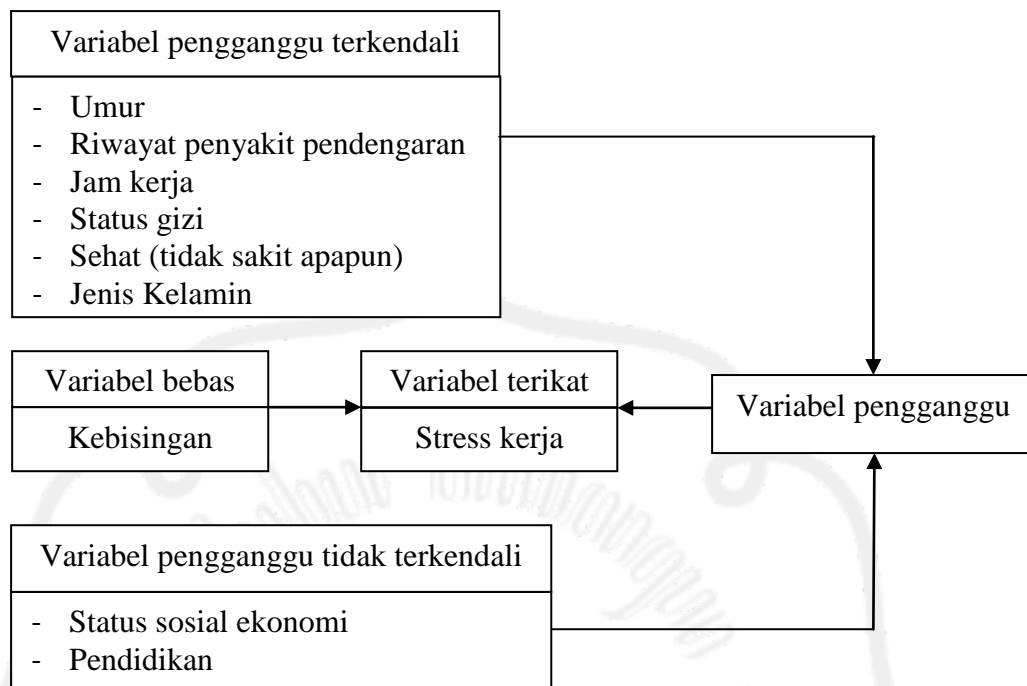 Variabel pengganggu terkendali
- Umur
- Riwayat penyakit pendengaran
- Jam kerja
- Status gizi
- Sehat (tidak sakit apapun)
- Jenis Kelamin
Variabel bebas
Kebisingan
Variabel terikat
Stress kerja
Variabel pengganggu
Variabel pengganggu tidak terkendali
- Status sosial ekonomi
- Pendidikan